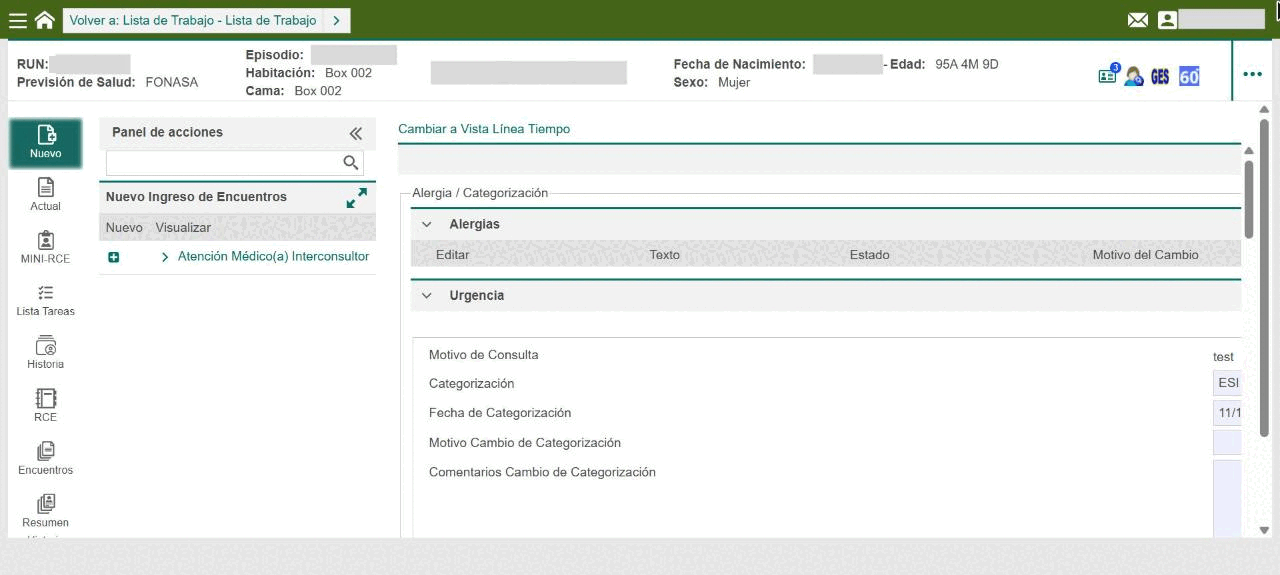 Volver a: Lista de Trabajo - Lista de Trabajo
RUN:
Previsión de Salud: FONASA
Episodio:
Habitación: Box 002
Cama: Box 002
Fecha de Nacimiento: - Edad: 95A 4M 9D
Sexo: Mujer
3
GES
60
Nuevo
Actual
MINI-RCE
Lista Tareas
Historia
RCE
Encuentros
Resumen
Panel de acciones
Nuevo Ingreso de Encuentros
Nuevo Visualizar
Atención Médico(a) Interconsultor
Cambiar a Vista Línea Tiempo
Alergia / Categorización
Alergias
Editar Texto Estado Motivo del Cambio
Urgencia
Motivo de Consulta test
Categorización ESI
Fecha de Categorización 11/1
Motivo Cambio de Categorización
Comentarios Cambio de Categorización